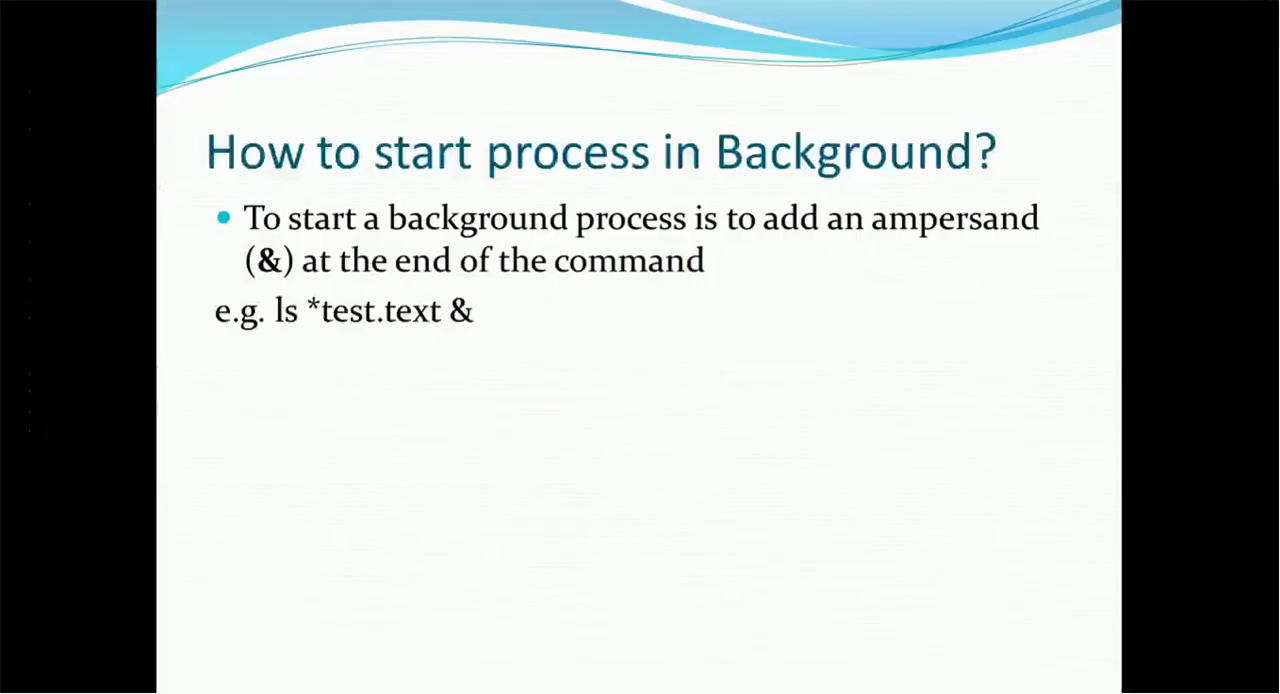 How to start process in Background?
• To start a background process is to add an ampersand
(&) at the end of the command
e.g. ls *test.text &